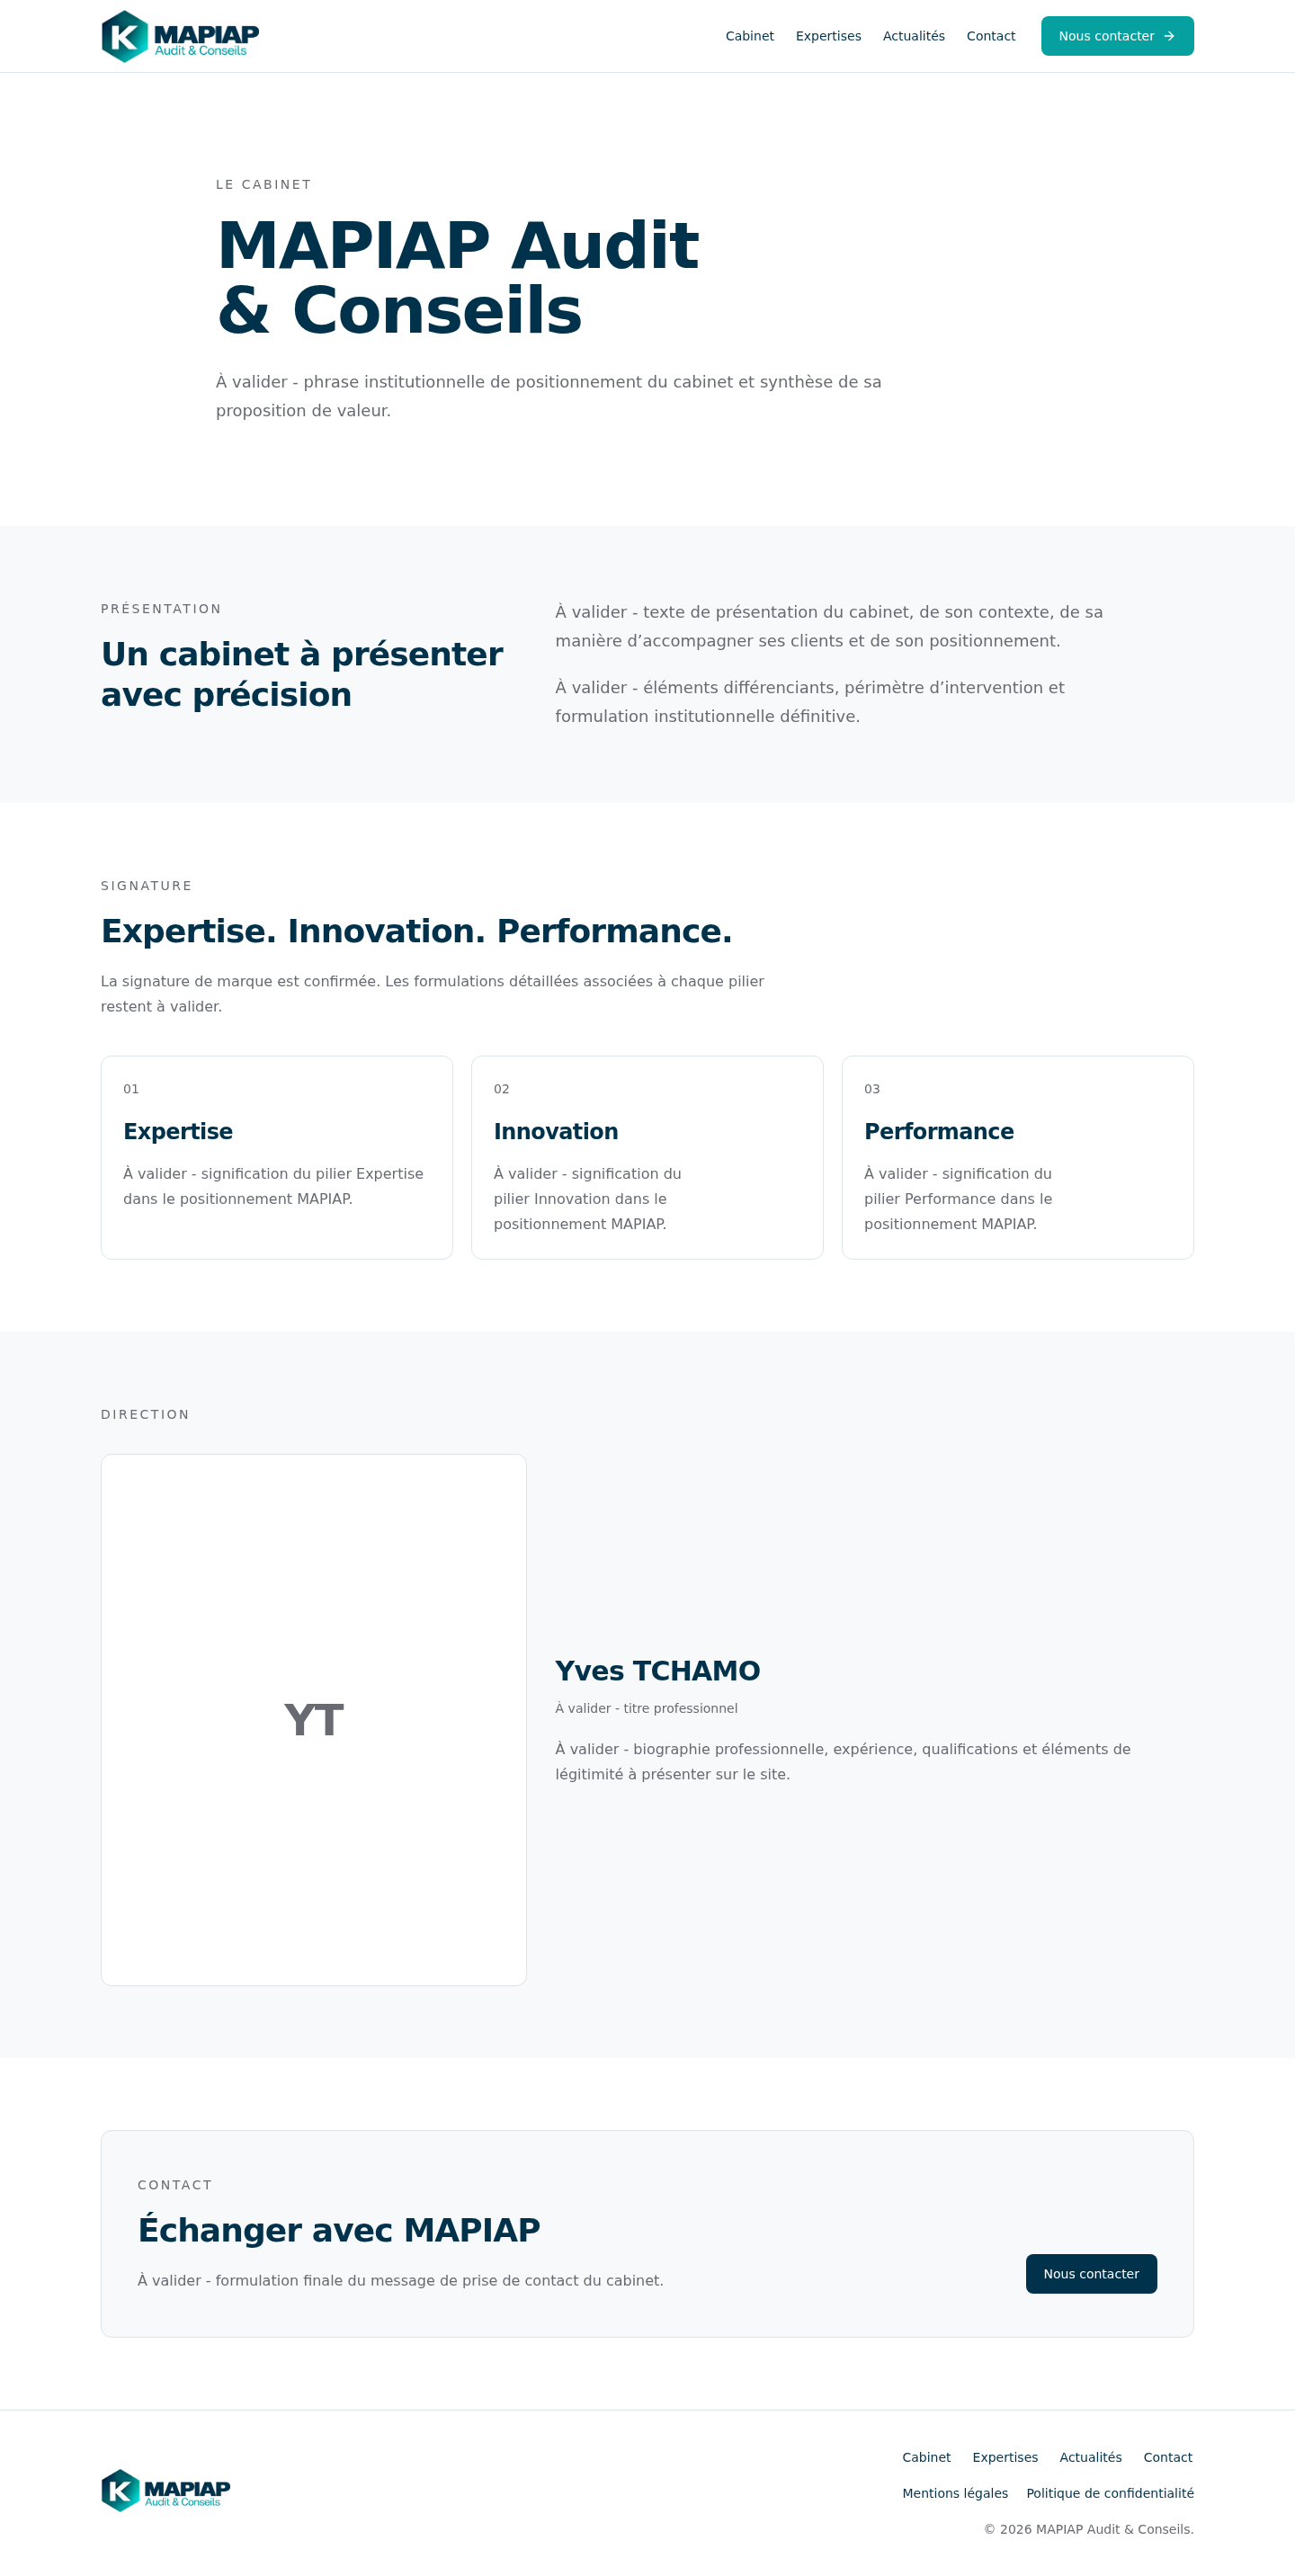 K MAPIAP
Audit & Conseils
Cabinet Expertises Actualités Contact Nous contacter
LE CABINET
MAPIAP Audit
& Conseils
À valider - phrase institutionnelle de positionnement du cabinet et synthèse de sa
proposition de valeur.
PRÉSENTATION
Un cabinet à présenter
avec précision
À valider - texte de présentation du cabinet, de son contexte, de sa
manière d’accompagner ses clients et de son positionnement.
À valider - éléments différenciants, périmètre d’intervention et
formulation institutionnelle définitive.
SIGNATURE
Expertise. Innovation. Performance.
La signature de marque est confirmée. Les formulations détaillées associées à chaque pilier
restent à valider.
01
Expertise
À valider - signification du pilier Expertise
dans le positionnement MAPIAP.
02
Innovation
À valider - signification du
pilier Innovation dans le
positionnement MAPIAP.
03
Performance
À valider - signification du
pilier Performance dans le
positionnement MAPIAP.
DIRECTION
YT
Yves TCHAMO
À valider - titre professionnel
À valider - biographie professionnelle, expérience, qualifications et éléments de
légitimité à présenter sur le site.
CONTACT
Échanger avec MAPIAP
À valider - formulation finale du message de prise de contact du cabinet.
Nous contacter
K MAPIAP
Audit & Conseils
Cabinet Expertises Actualités Contact
Mentions légales Politique de confidentialité
© 2026 MAPIAP Audit & Conseils.